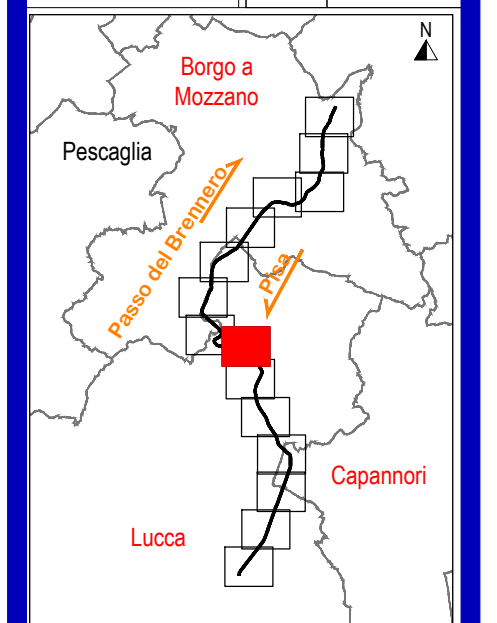 N
Borgo a
Mozzano
Pescaglia
Passo del Brennero
Pisa
Capannori
Lucca